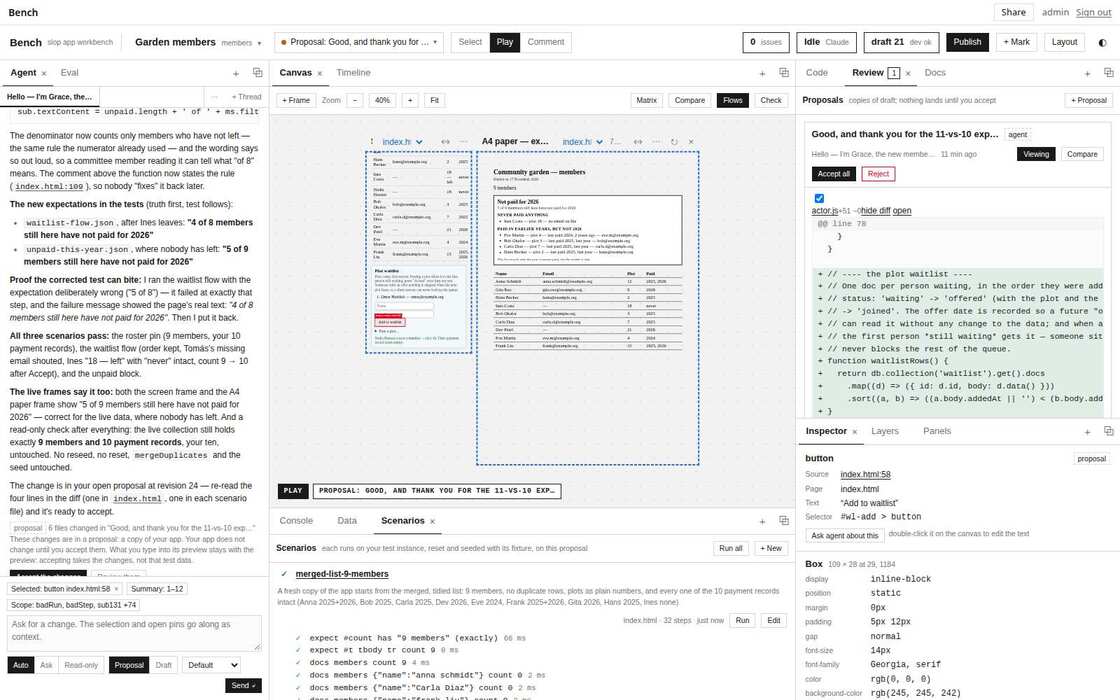 Bench
Share admin Sign out
Bench slop app workbench Garden members members ▾ Proposal: Good, and thank you for … ▾ Select Play Comment 0 issues Idle Claude draft 21 dev ok Publish + Mark Layout
Agent × Eval +
Hello — I'm Grace, the… ··· + Thread
sub.textContent = unpaid.length + ' of ' + ms.filt
The denominator now counts only members who have not left —
the same rule the numerator already used — and the wording says
so out loud, so a committee member reading it can tell what "of 8"
means. The comment above the function now states the rule
( index.html:109 ), so nobody "fixes" it back later.
The new expectations in the tests (truth first, test follows):
• waitlist-flow.json , after Ines leaves: "4 of 8 members
still here have not paid for 2026"
• unpaid-this-year.json , where nobody has left: "5 of 9
members still here have not paid for 2026"
Proof the corrected test can bite: I ran the waitlist flow with the
expectation deliberately wrong ("5 of 8") — it failed at exactly that
step, and the failure message showed the page's real text: "4 of 8
members still here have not paid for 2026". Then I put it back.
All three scenarios pass: the roster pin (9 members, your 10
payment records), the waitlist flow (order kept, Tomás's missing
email shouted, Ines "18 — left" with "never" intact, count 9 → 10
after Accept), and the unpaid block.
The live frames say it too: both the screen frame and the A4
paper frame show "5 of 9 members still here have not paid for
2026" — correct for the live data, where nobody has left. And a
read-only check after everything: the live collection still holds
exactly 9 members and 10 payment records, your ten,
untouched. No reseed, no reset, mergeDuplicates and the
seed untouched.
The change is in your open proposal at revision 24 — re-read the
four lines in the diff (one in index.html , one in each scenario
file) and it's ready to accept.
proposal 6 files changed in "Good, and thank you for the 11-vs-10 exp…"
These changes are in a proposal: a copy of your app. Your app does not
change until you accept them. What you type into its preview stays with the
preview: accepting takes the changes, not that test data.
Selected: button index.html:58 × Summary: 1–12
Scope: badRun, badStep, sub131 +74
Ask for a change. The selection and open pins go along as
context.
Auto Ask Read-only Proposal Draft Default
Send
Canvas × Timeline +
+ Frame Zoom − 40% + Fit Matrix Compare Flows Check
! index.h ··· A4 paper — ex… index.h 7… ··· ×
Community garden — members
9 members
Not paid for 2026
NEVER PAID ANYTHING
PAID IN EARLIER YEARS, BUT NOT 2026
Name Email Plot Paid
Plot waitlist
Add to waitlist
PLAY PROPOSAL: GOOD, AND THANK YOU FOR THE 11-VS-10 EXP…
Console Data Scenarios × +
Scenarios each runs on your test instance, reset and seeded with its fixture, on this proposal Run all + New
✓ merged-list-9-members
A fresh copy of the app starts from the merged, tidied list: 9 members, no duplicate rows, plots as plain numbers, and every one of the 10 payment records
intact (Anna 2025+2026, Bob 2025, Carla 2025, Dev 2026, Eve 2024, Frank 2025+2026, Gita 2026, Hans 2025, Ines none)
index.html · 32 steps just now Run Edit
✓ expect #count has "9 members" (exactly) 66 ms
✓ expect #t tbody tr count 9 0 ms
✓ docs members count 9 4 ms
✓ docs members {"name":"anna schmidt"} count 0 2 ms
✓ docs members {"name":"Carla Diaz"} count 0 2 ms
Code Review 1 × Docs +
Proposals copies of draft; nothing lands until you accept + Proposal
Good, and thank you for the 11-vs-10 exp… agent
Hello — I'm Grace, the new membe… · 11 min ago Viewing Compare
Accept all Reject
actor.js+51 −0hide diff open
@@ line 78
}
}
+ // ---- the plot waitlist ----
+ // One doc per person waiting, in the order they were add
+ // status: 'waiting' -> 'offered' (with the plot and the
+ // -> 'joined'. The offer date is recorded so a future "o
+ // can read it without any change to the data; and when a
+ // the first person *still waiting* gets it — someone sit
+ // never blocks the rest of the queue.
+ function waitlistRows() {
+ return db.collection('waitlist').get().docs
+ .map((d) => ({ id: d.id, body: d.data() }))
+ .sort((a, b) => ((a.body.addedAt || '') < (b.body.add
+ }
Inspector × Layers Panels +
button proposal
Source index.html:58
Page index.html
Text "Add to waitlist"
Selector #wl-add > button
Ask agent about this double-click it on the canvas to edit the text
Box 109 × 28 at 29, 1184
display inline-block
position static
margin 0px
padding 5px 12px
gap normal
font-size 14px
font-family Georgia, serif
color rgb(0, 0, 0)
background-color rgb(245, 245, 242)